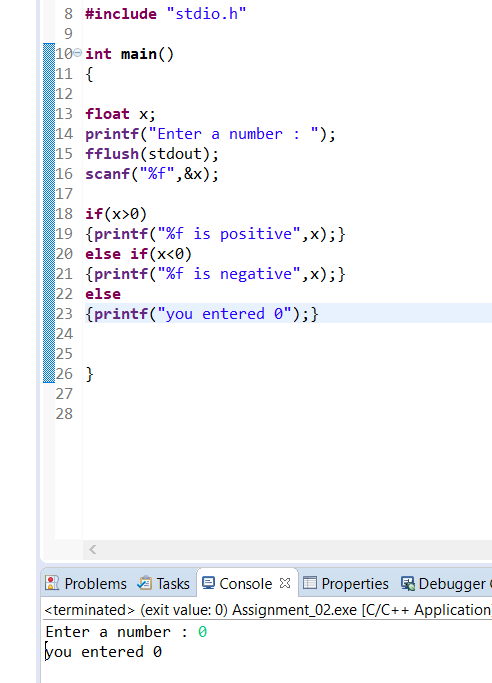 8 #include "stdio.h"
9
10 int main()
11 {
12
13 float x;
14 printf("Enter a number : ");
15 fflush(stdout);
16 scanf("%f",&x);
17
18 if(x>0)
19 {printf("%f is positive",x);}
20 else if(x<0)
21 {printf("%f is negative",x);}
22 else
23 {printf("you entered 0");}
24
25
26 }
27
28
Problems Tasks Console Properties Debugger
<terminated> (exit value: 0) Assignment_02.exe [C/C++ Application]
Enter a number : 0
you entered 0